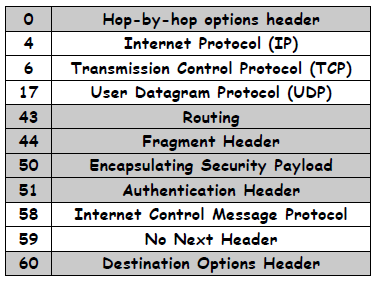 0 Hop-by-hop options header
4 Internet Protocol (IP)
6 Transmission Control Protocol (TCP)
17 User Datagram Protocol (UDP)
43 Routing
44 Fragment Header
50 Encapsulating Security Payload
51 Authentication Header
58 Internet Control Message Protocol
59 No Next Header
60 Destination Options Header